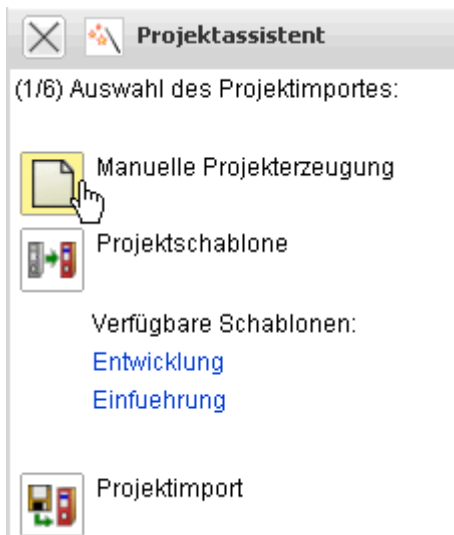 Projektassistent
(1/6) Auswahl des Projektimportes:
Manuelle Projekterzeugung
Projektschablone
Verfügbare Schablonen:
Entwicklung
Einfuehrung
Projektimport